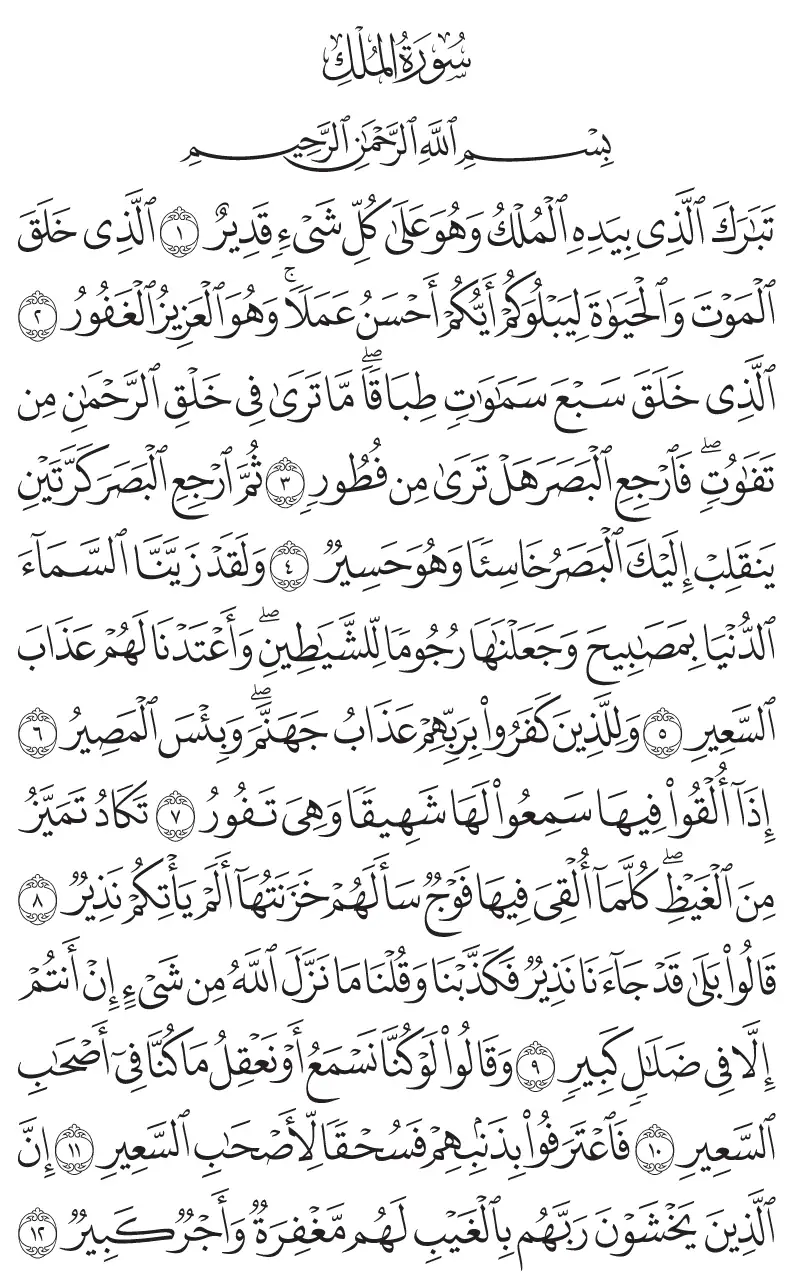 سُورَةُ الْمُلْكِ
بِسْمِ ٱللَّهِ ٱلرَّحْمَٰنِ ٱلرَّحِيمِ
تَبَٰرَكَ ٱلَّذِى بِيَدِهِ ٱلْمُلْكُ وَهُوَ عَلَىٰ كُلِّ شَىْءٍ قَدِيرٌ ١ ٱلَّذِى خَلَقَ
ٱلْمَوْتَ وَٱلْحَيَوٰةَ لِيَبْلُوَكُمْ أَيُّكُمْ أَحْسَنُ عَمَلًا ۚ وَهُوَ ٱلْعَزِيزُ ٱلْغَفُورُ ٢
ٱلَّذِى خَلَقَ سَبْعَ سَمَٰوَٰتٍ طِبَاقًا ۖ مَّا تَرَىٰ فِى خَلْقِ ٱلرَّحْمَٰنِ مِن
تَفَٰوُتٍ ۖ فَٱرْجِعِ ٱلْبَصَرَ هَلْ تَرَىٰ مِن فُطُورٍ ٣ ثُمَّ ٱرْجِعِ ٱلْبَصَرَ كَرَّتَيْنِ
يَنقَلِبْ إِلَيْكَ ٱلْبَصَرُ خَاسِئًا وَهُوَ حَسِيرٌ ٤ وَلَقَدْ زَيَّنَّا ٱلسَّمَآءَ
ٱلدُّنْيَا بِمَصَٰبِيحَ وَجَعَلْنَٰهَا رُجُومًا لِّلشَّيَٰطِينِ ۖ وَأَعْتَدْنَا لَهُمْ عَذَابَ
ٱلسَّعِيرِ ٥ وَلِلَّذِينَ كَفَرُوا۟ بِرَبِّهِمْ عَذَابُ جَهَنَّمَ ۖ وَبِئْسَ ٱلْمَصِيرُ ٦
إِذَآ أُلْقُوا۟ فِيهَا سَمِعُوا۟ لَهَا شَهِيقًا وَهِىَ تَفُورُ ٧ تَكَادُ تَمَيَّزُ
مِنَ ٱلْغَيْظِ ۖ كُلَّمَآ أُلْقِىَ فِيهَا فَوْجٌ سَأَلَهُمْ خَزَنَتُهَآ أَلَمْ يَأْتِكُمْ نَذِيرٌ ٨
قَالُوا۟ بَلَىٰ قَدْ جَآءَنَا نَذِيرٌ فَكَذَّبْنَا وَقُلْنَا مَا نَزَّلَ ٱللَّهُ مِن شَىْءٍ إِنْ أَنتُمْ
إِلَّا فِى ضَلَٰلٍ كَبِيرٍ ٩ وَقَالُوا۟ لَوْ كُنَّا نَسْمَعُ أَوْ نَعْقِلُ مَا كُنَّا فِىٓ أَصْحَٰبِ
ٱلسَّعِيرِ ١٠ فَٱعْتَرَفُوا۟ بِذَنۢبِهِمْ فَسُحْقًا لِّأَصْحَٰبِ ٱلسَّعِيرِ ١١ إِنَّ
ٱلَّذِينَ يَخْشَوْنَ رَبَّهُم بِٱلْغَيْبِ لَهُم مَّغْفِرَةٌ وَأَجْرٌ كَبِيرٌ ١٢